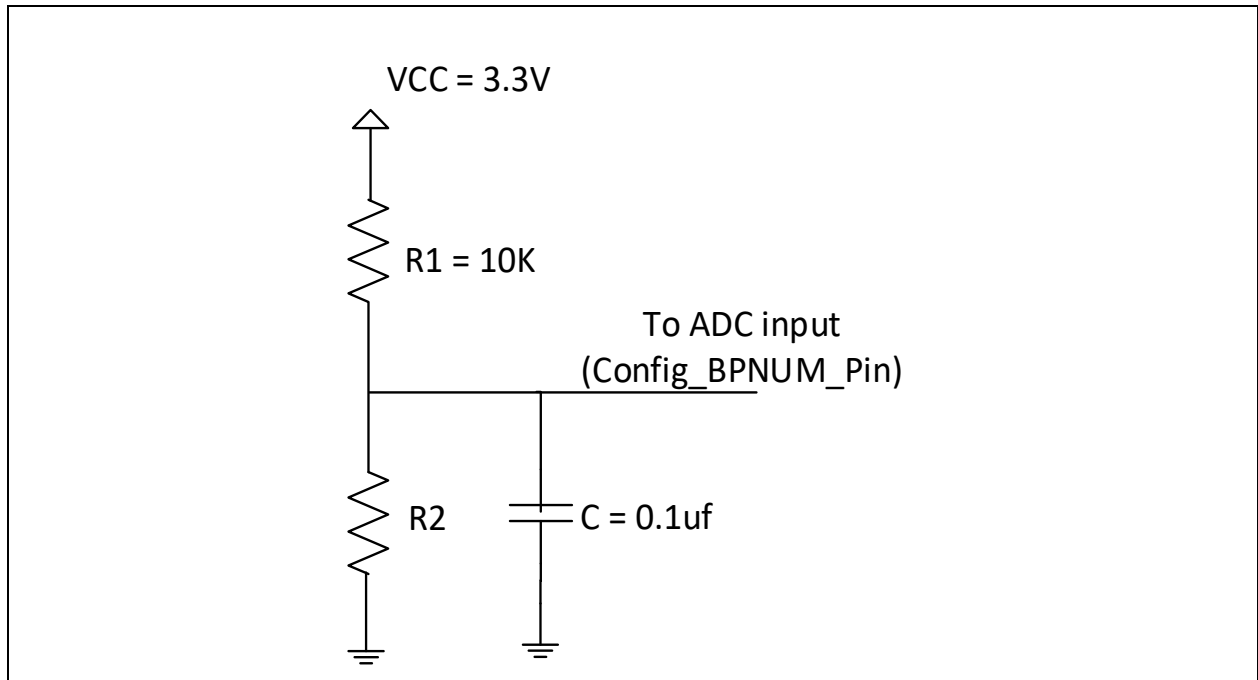 VCC = 3.3V
R1 = 10K
To ADC input
(Config_BPNUM_Pin)
R2
C = 0.1uf